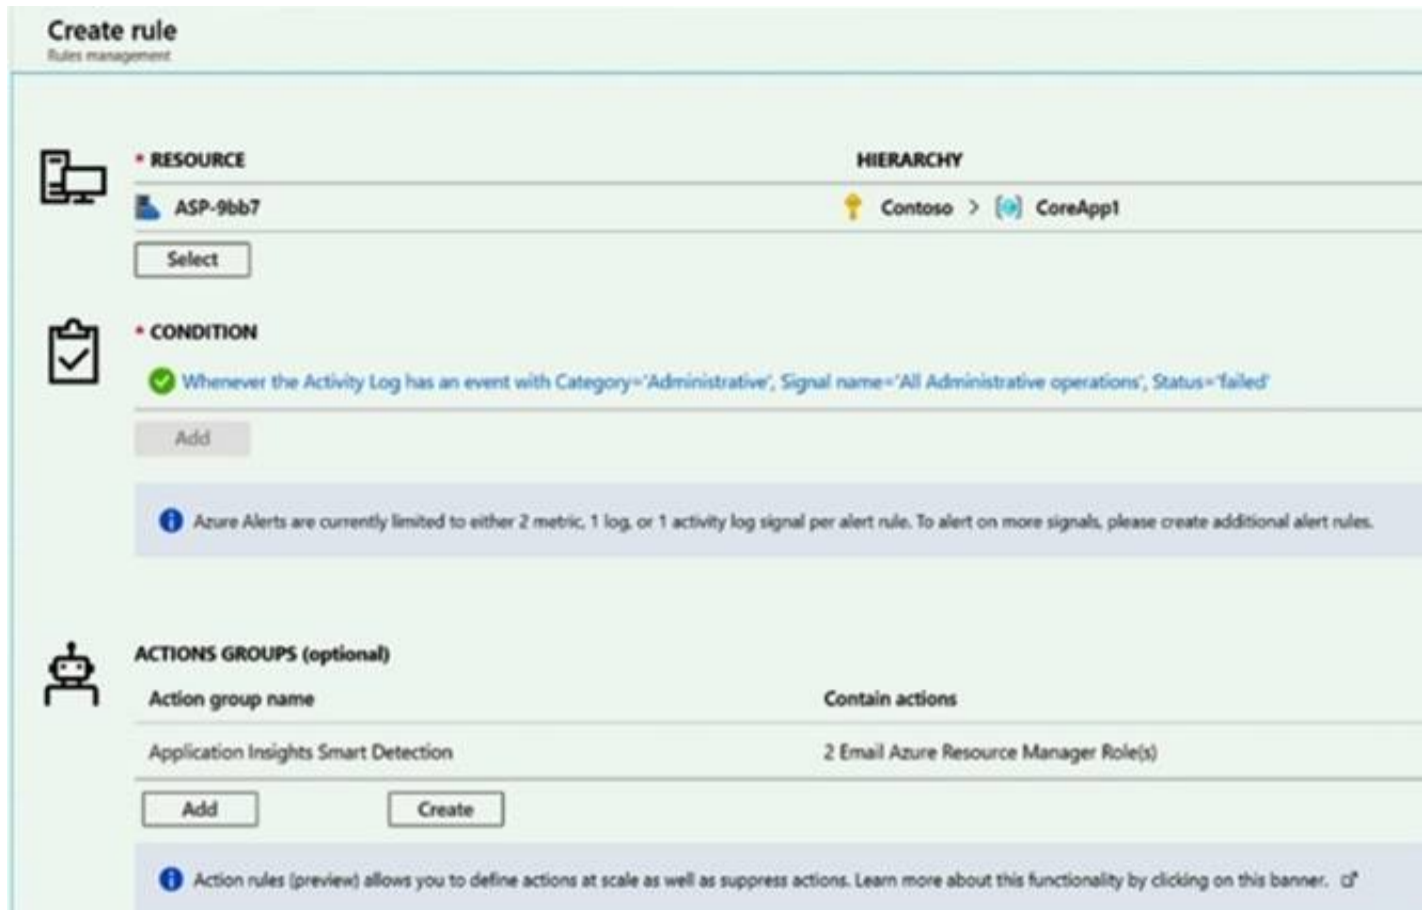 Create rule
Rules management
* RESOURCE HIERARCHY
ASP-9bb7 Contoso > CoreApp1
Select
* CONDITION
Whenever the Activity Log has an event with Category='Administrative', Signal name='All Administrative operations', Status='failed'
Add
Azure Alerts are currently limited to either 2 metric, 1 log, or 1 activity log signal per alert rule. To alert on more signals, please create additional alert rules.
ACTIONS GROUPS (optional)
Action group name Contain actions
Application Insights Smart Detection 2 Email Azure Resource Manager Role(s)
Add Create
Action rules (preview) allows you to define actions at scale as well as suppress actions. Learn more about this functionality by clicking on this banner.